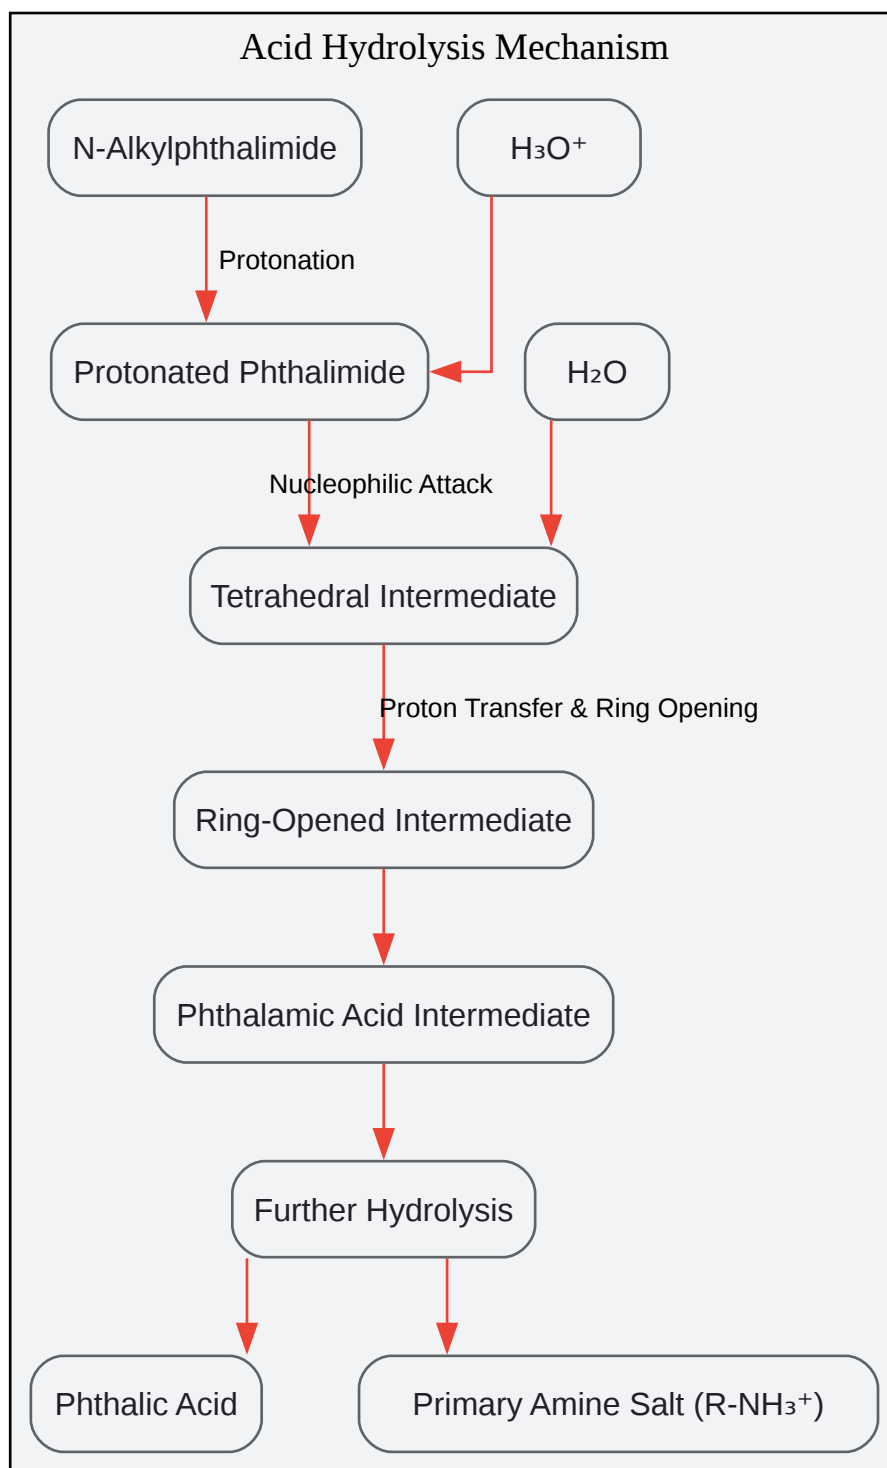 Acid Hydrolysis Mechanism
N-Alkylphthalimide
H₃O⁺
Protonation
Protonated Phthalimide
H₂O
Nucleophilic Attack
Tetrahedral Intermediate
Proton Transfer & Ring Opening
Ring-Opened Intermediate
Phthalamic Acid Intermediate
Further Hydrolysis
Phthalic Acid
Primary Amine Salt (R-NH₃⁺)